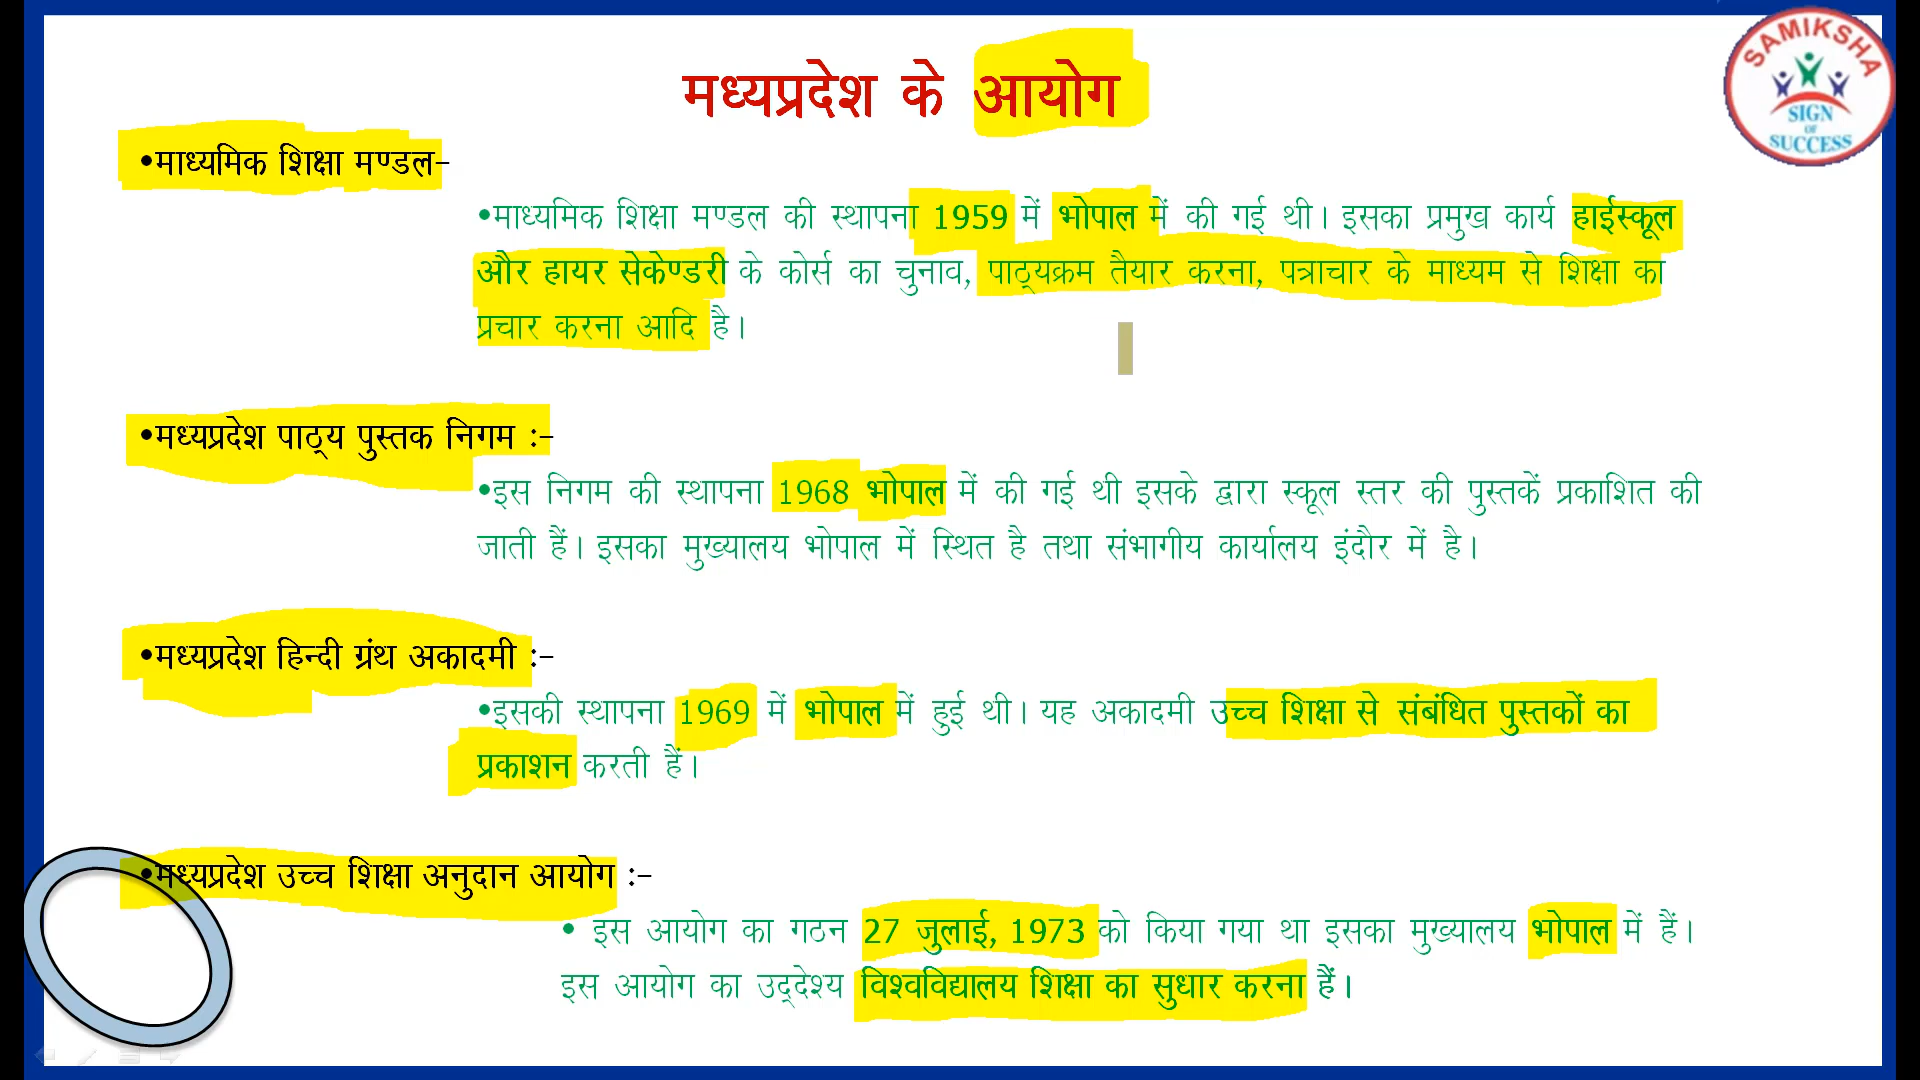 मध्यप्रदेश के आयोग
SAMIKSHA
SIGN
OF
SUCCESS
•माध्यमिक शिक्षा मण्डल-
•माध्यमिक शिक्षा मण्डल की स्थापना 1959 में भोपाल में की गई थी। इसका प्रमुख कार्य हाईस्कूल
और हायर सेकेण्डरी के कोर्स का चुनाव, पाठ्यक्रम तैयार करना, पत्राचार के माध्यम से शिक्षा का
प्रचार करना आदि है।
•मध्यप्रदेश पाठ्य पुस्तक निगम :-
•इस निगम की स्थापना 1968 भोपाल में की गई थी इसके द्वारा स्कूल स्तर की पुस्तकें प्रकाशित की
जाती हैं। इसका मुख्यालय भोपाल में स्थित है तथा संभागीय कार्यालय इंदौर में है।
•मध्यप्रदेश हिन्दी ग्रंथ अकादमी :-
•इसकी स्थापना 1969 में भोपाल में हुई थी। यह अकादमी उच्च शिक्षा से संबंधित पुस्तकों का
प्रकाशन करती हैं।
•मध्यप्रदेश उच्च शिक्षा अनुदान आयोग :-
• इस आयोग का गठन 27 जुलाई, 1973 को किया गया था इसका मुख्यालय भोपाल में हैं।
इस आयोग का उद्देश्य विश्वविद्यालय शिक्षा का सुधार करना हैं।